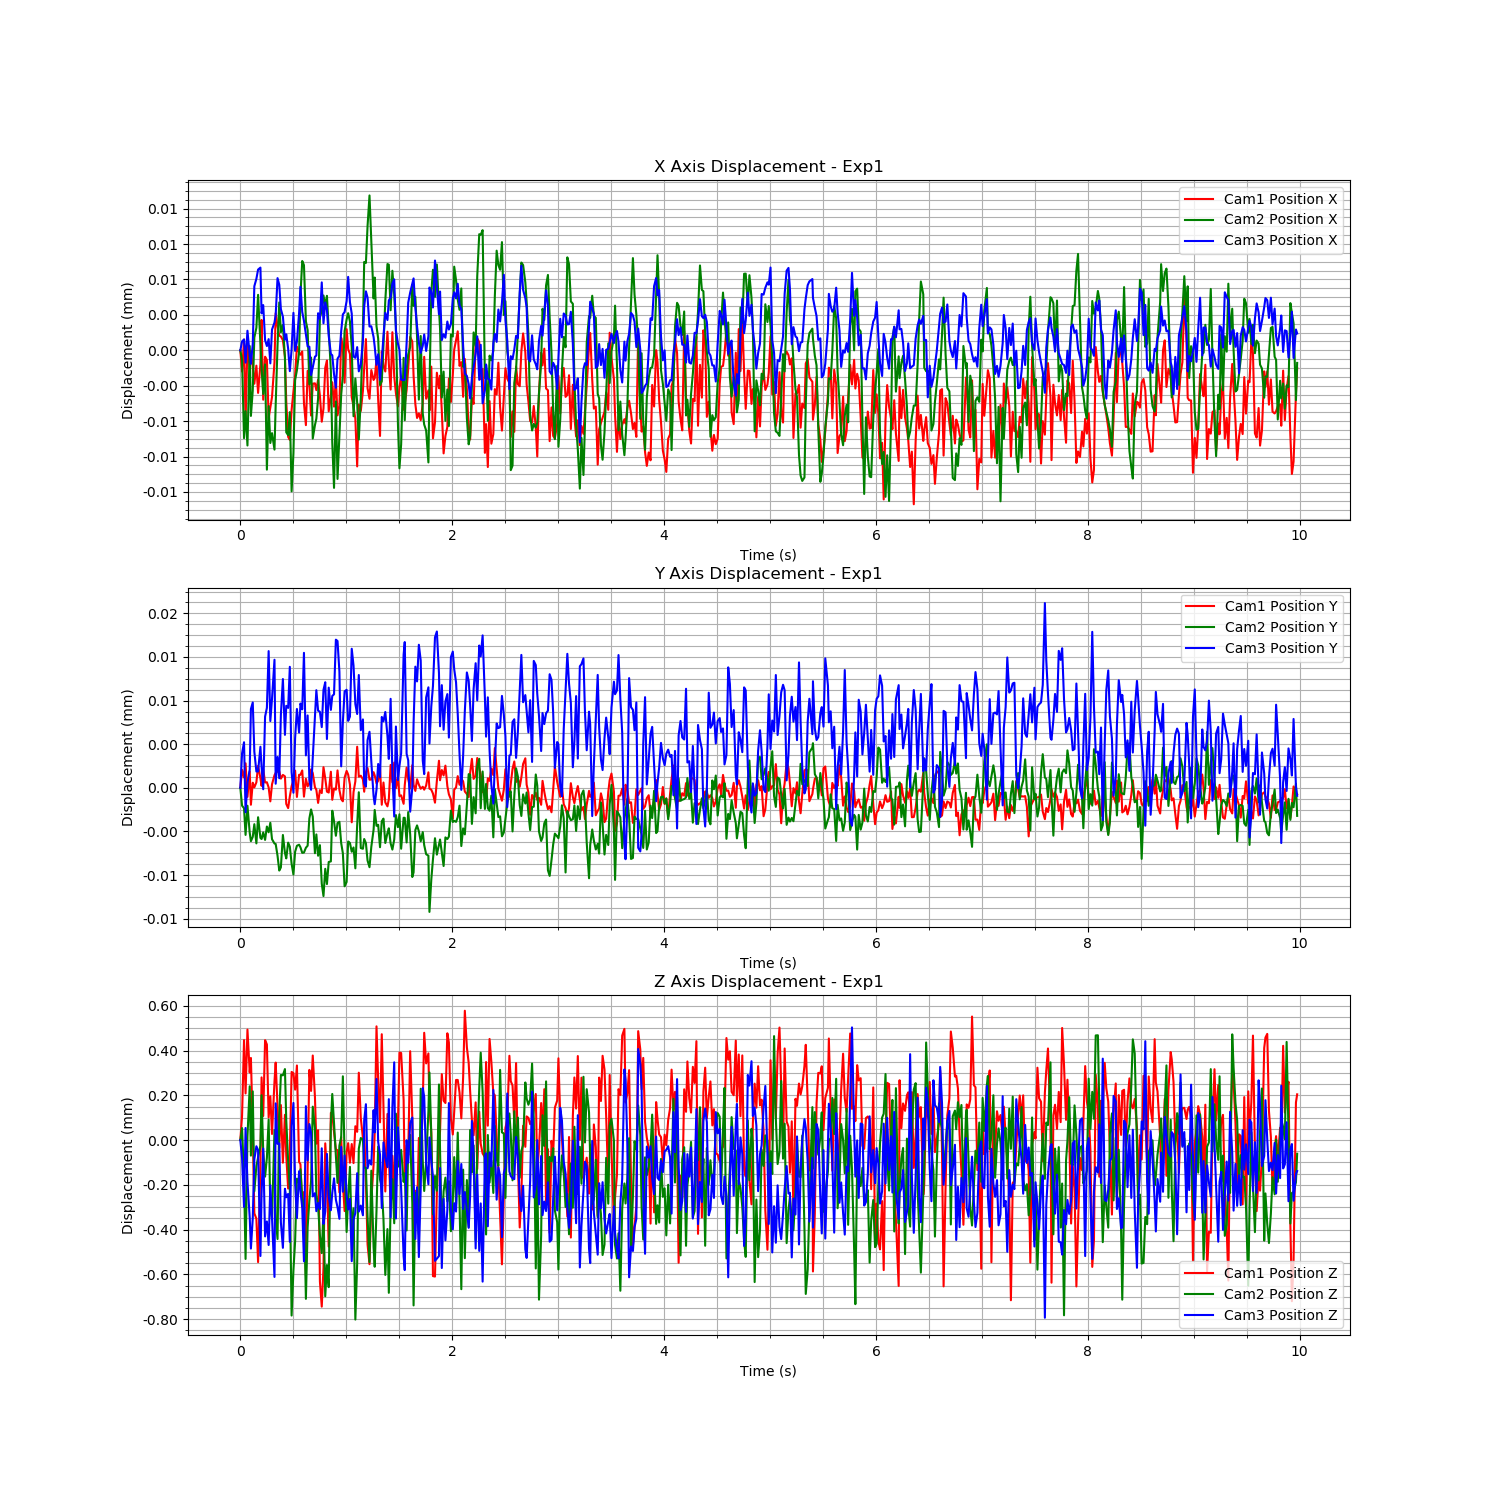 X Axis Displacement - Exp1
Displacement (mm)
0.01
0.01
0.01
0.00
0.00
-0.00
-0.01
-0.01
-0.01
Cam1 Position X
Cam2 Position X
Cam3 Position X
0 2 4 6 8 10
Time (s)
Y Axis Displacement - Exp1
Displacement (mm)
0.02
0.01
0.01
0.00
0.00
-0.00
-0.01
-0.01
Cam1 Position Y
Cam2 Position Y
Cam3 Position Y
0 2 4 6 8 10
Time (s)
Z Axis Displacement - Exp1
Displacement (mm)
0.60
0.40
0.20
0.00
-0.20
-0.40
-0.60
-0.80
Cam1 Position Z
Cam2 Position Z
Cam3 Position Z
0 2 4 6 8 10
Time (s)